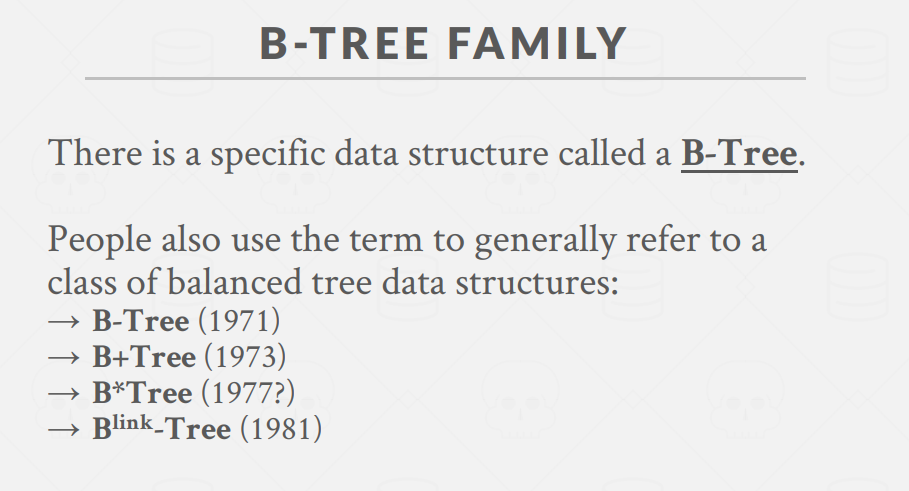 B-TREE FAMILY
There is a specific data structure called a B-Tree.
People also use the term to generally refer to a
class of balanced tree data structures:
→ B-Tree (1971)
→ B+Tree (1973)
→ B*Tree (1977?)
→ Blink-Tree (1981)